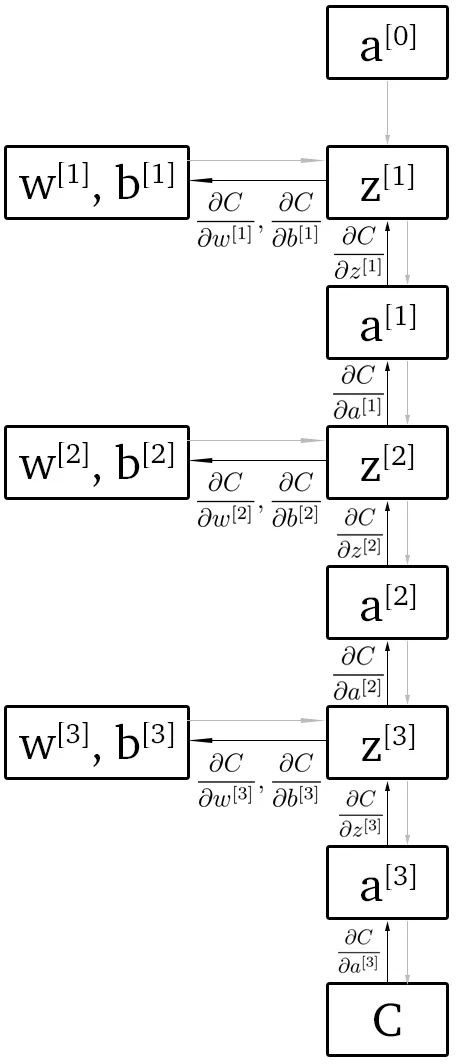 a[0]
w[1], b[1]
z[1]
∂C/∂w[1], ∂C/∂b[1]
∂C/∂z[1]
a[1]
∂C/∂a[1]
w[2], b[2]
z[2]
∂C/∂w[2], ∂C/∂b[2]
∂C/∂z[2]
a[2]
∂C/∂a[2]
w[3], b[3]
z[3]
∂C/∂w[3], ∂C/∂b[3]
∂C/∂z[3]
a[3]
∂C/∂a[3]
C